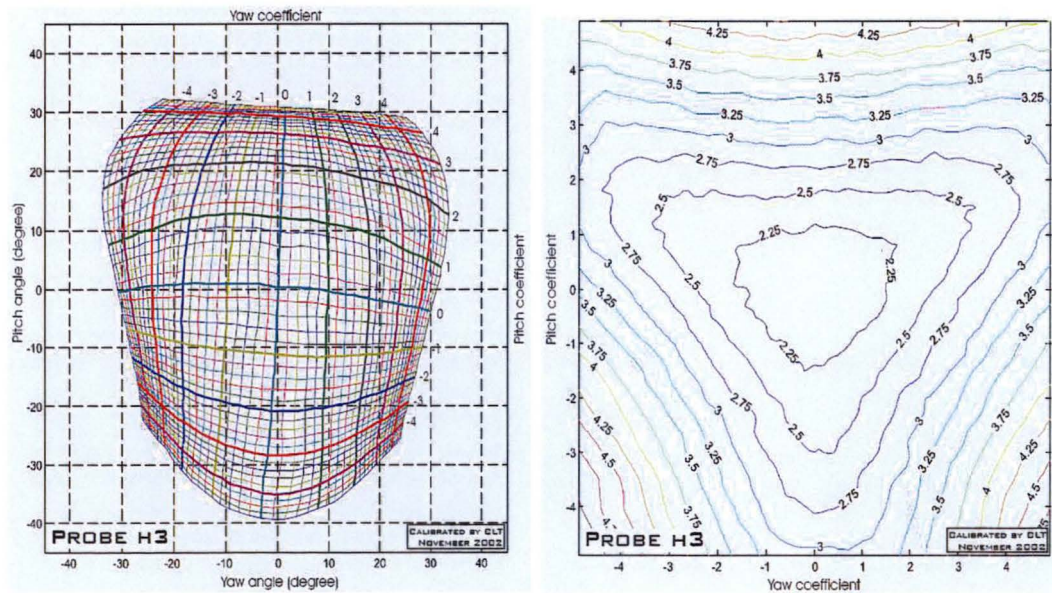 Yaw coefficient
40
30
20
10
0
-10
-20
-30
-40
Pitch angle (degree)
-4 -3 -2 -1 0 1 2 3 4
4
3
2
1
0
-1
-2
-3
-4
Pitch coefficient
PROBE H3
CALIBRATED BY CLT
NOVEMBER 2002
-40 -30 -20 -10 0 10 20 30 40
Yaw angle (degree)
4
3
2
1
0
-1
-2
-3
-4
Pitch coefficient
4.25 4.25
4 4 4
3.75 3.75 3.75
3.5 3.5 3.5
3.25 3.25 3.25
3 3 3
2.75 2.75 2.75
2.5 2.5 2.5
2.25
2.25
2.75
3 3
3.25 3.25
3.5 3.5
2.25
2.5 2.75
3.75 3.75
4 4
2.75 2.75
2.5
3 3
4.25 3.25 3.25 4.25
4.5 3.5 3.5 4
3.75 2.75 3.75 4.5
3
PROBE H3
CALIBRATED BY CLT
NOVEMBER 2002
-4 -3 -2 -1 0 1 2 3 4
Yaw coefficient